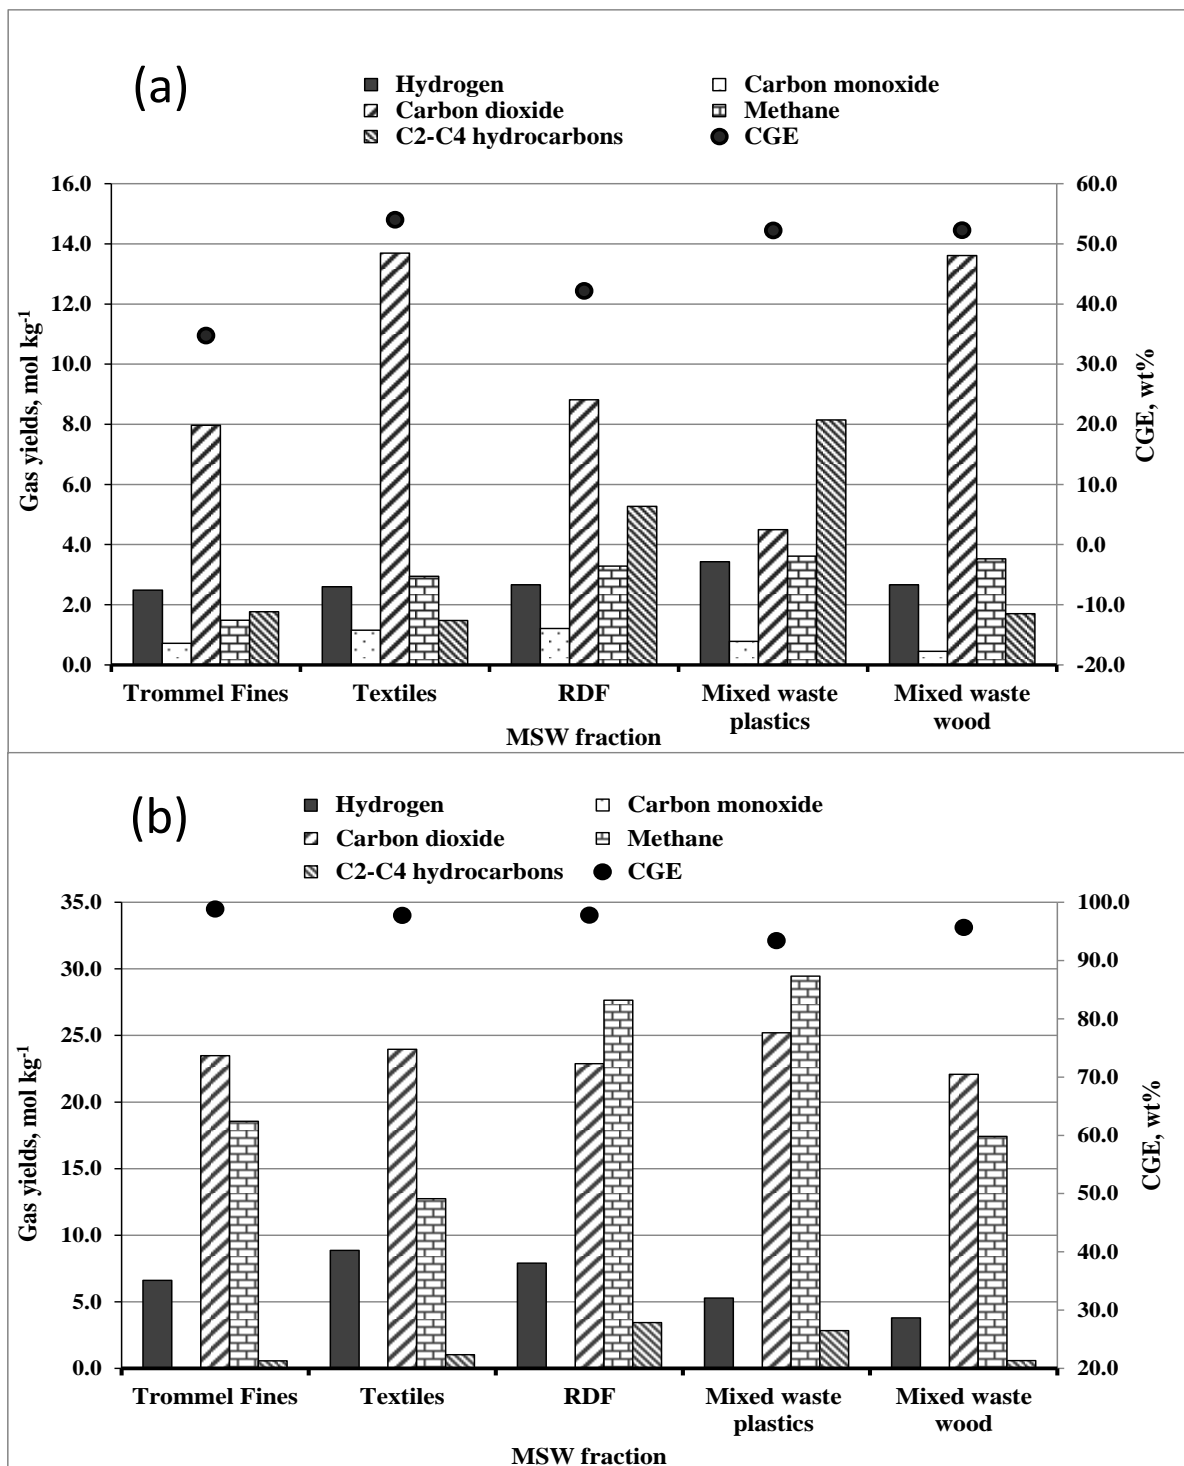 (a)
Hydrogen
Carbon monoxide
Carbon dioxide
Methane
C2-C4 hydrocarbons
CGE
16.0
14.0
12.0
10.0
8.0
6.0
4.0
2.0
0.0
Gas yields, mol kg-1
60.0
50.0
40.0
30.0
20.0
10.0
0.0
-10.0
-20.0
CGE, wt%
Trommel Fines
Textiles
RDF
Mixed waste
plastics
Mixed waste
wood
MSW fraction
(b)
Hydrogen
Carbon monoxide
Carbon dioxide
Methane
C2-C4 hydrocarbons
CGE
35.0
30.0
25.0
20.0
15.0
10.0
5.0
0.0
Gas yields, mol kg-1
100.0
90.0
80.0
70.0
60.0
50.0
40.0
30.0
20.0
CGE, wt%
Trommel Fines
Textiles
RDF
Mixed waste
plastics
Mixed waste
wood
MSW fraction